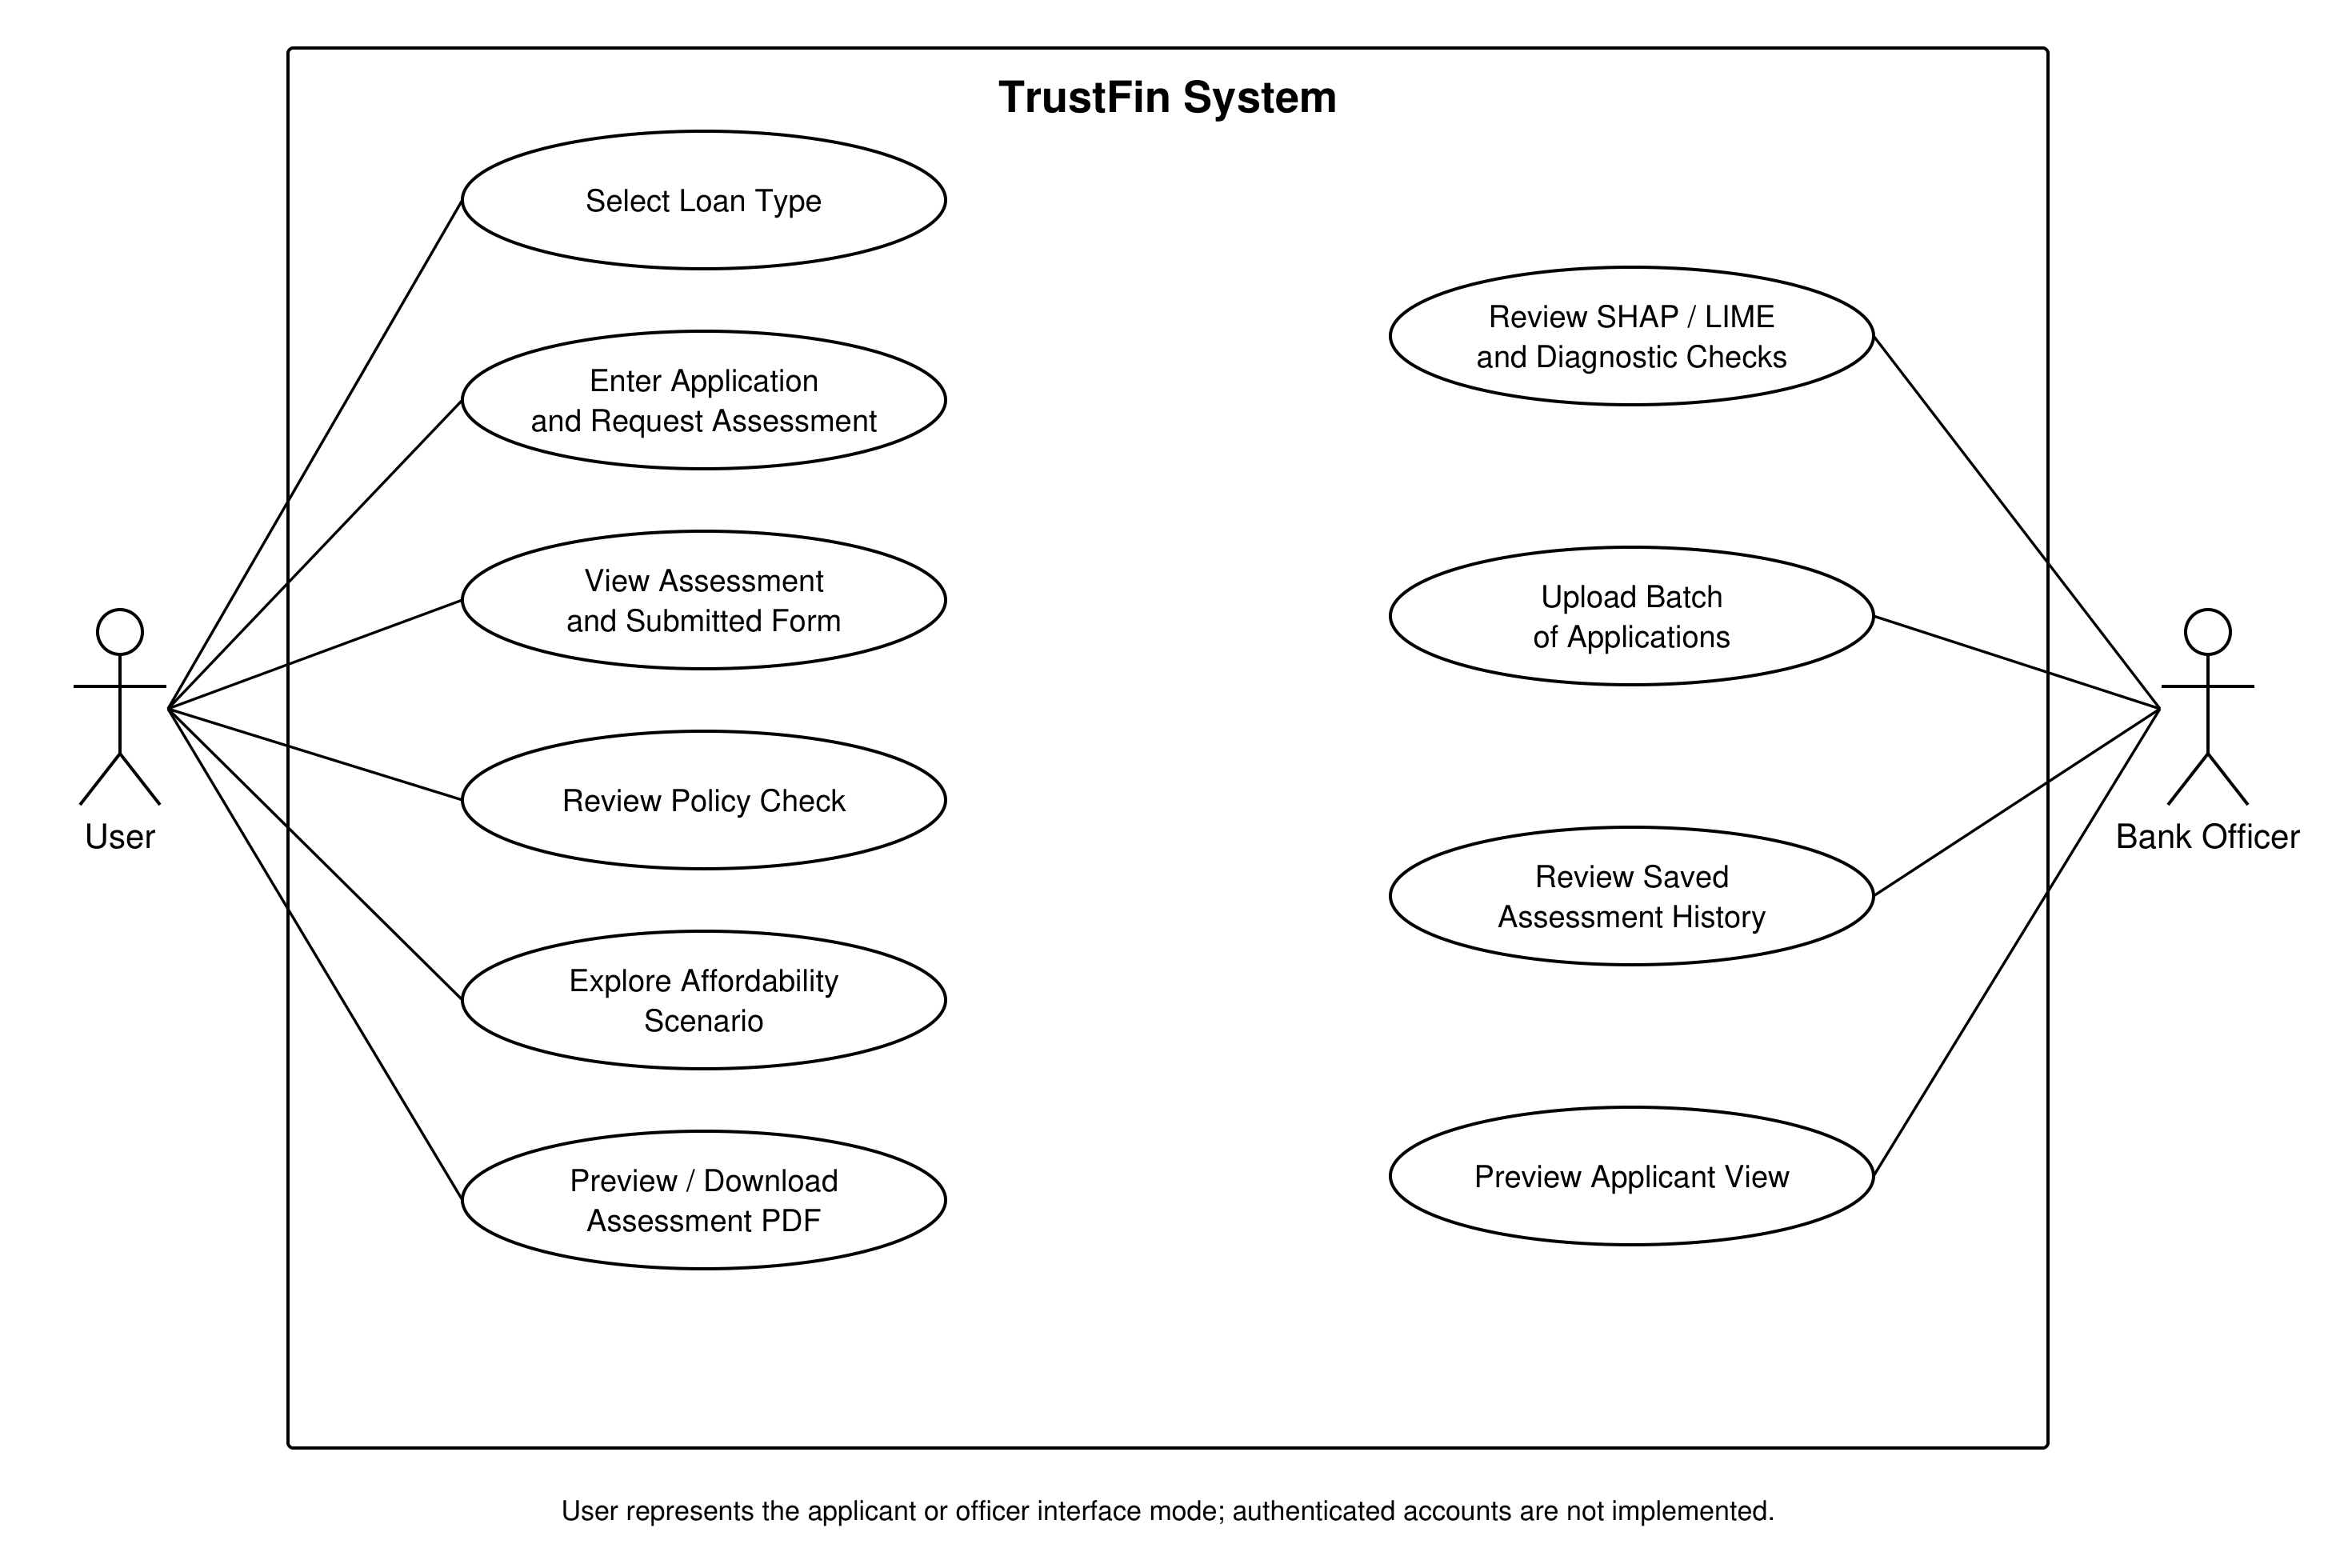 TrustFin System
Select Loan Type
Enter Application
and Request Assessment
View Assessment
and Submitted Form
Review Policy Check
Explore Affordability
Scenario
Preview / Download
Assessment PDF
Review SHAP / LIME
and Diagnostic Checks
Upload Batch
of Applications
Review Saved
Assessment History
Preview Applicant View
User
Bank Officer
User represents the applicant or officer interface mode; authenticated accounts are not implemented.